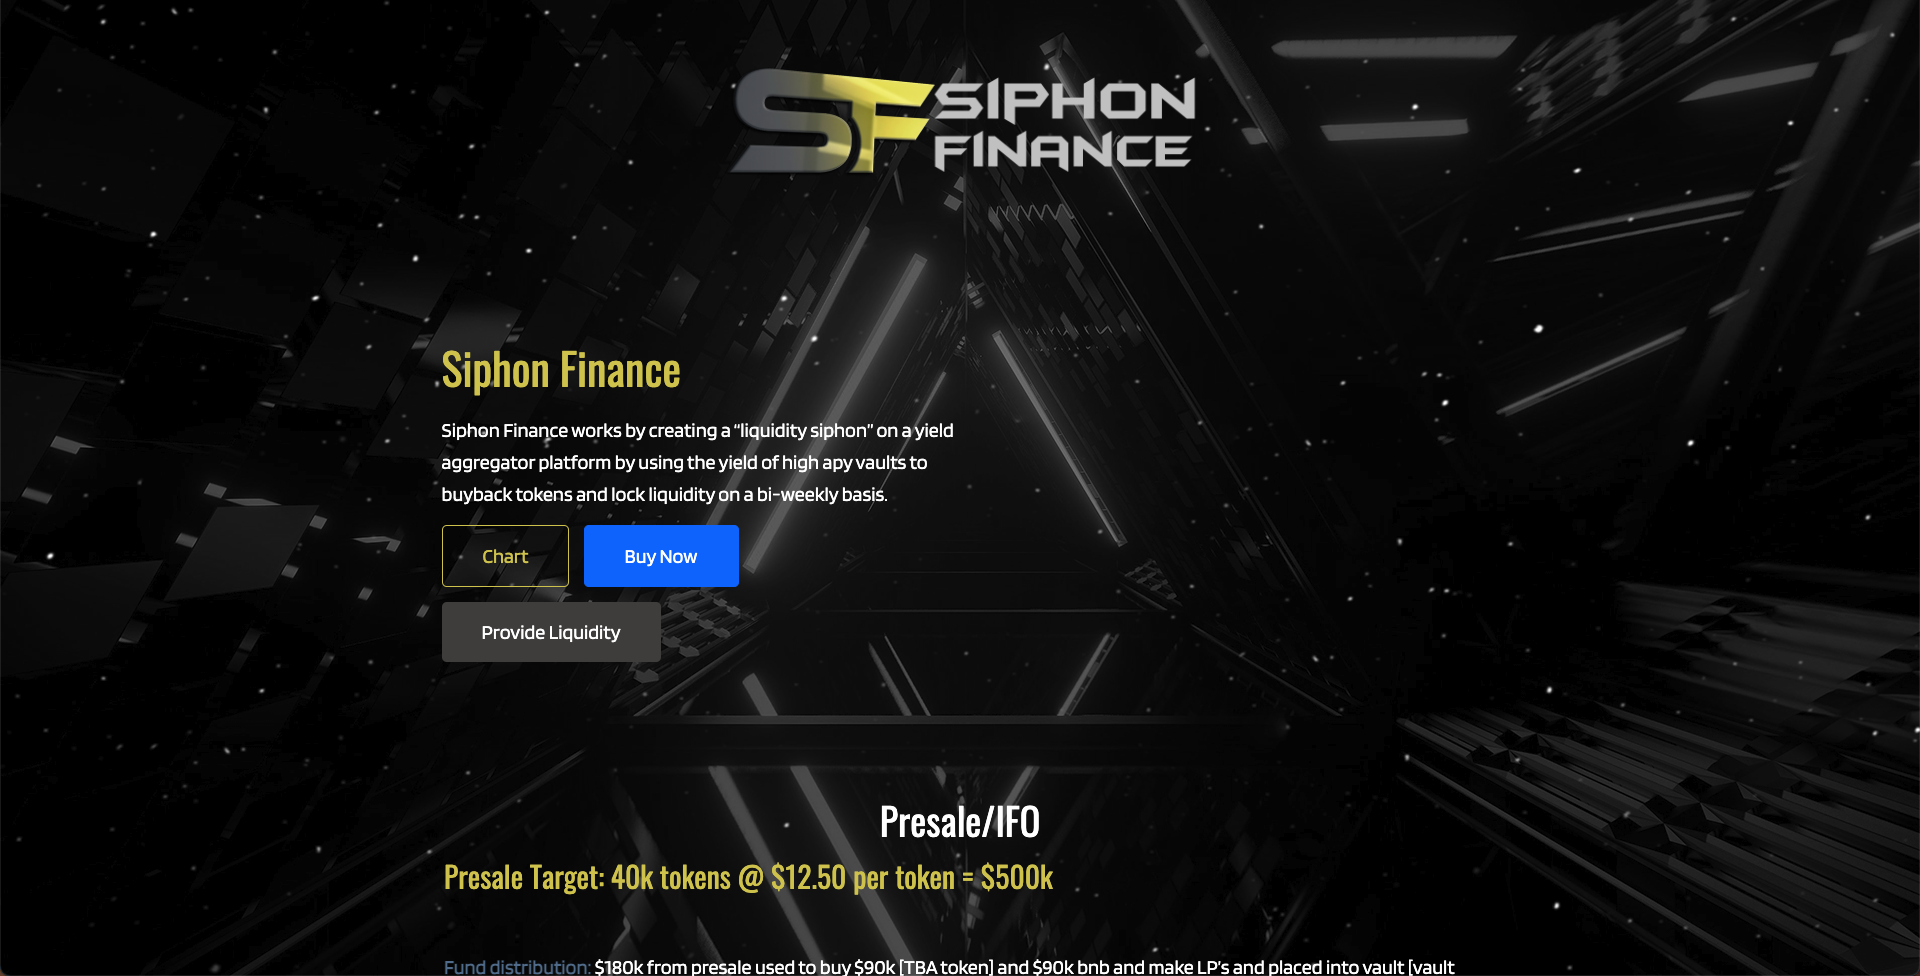 SF SIPHON
FINANCE
Siphon Finance
Siphon Finance works by creating a “liquidity siphon” on a yield
aggregator platform by using the yield of high apy vaults to
buyback tokens and lock liquidity on a bi-weekly basis.
Chart
Buy Now
Provide Liquidity
Presale/IFO
Presale Target: 40k tokens @ $12.50 per token = $500k
Fund distribution: $180k from presale used to buy $90k [TBA token] and $90k bnb and make LP's and placed into vault [vault